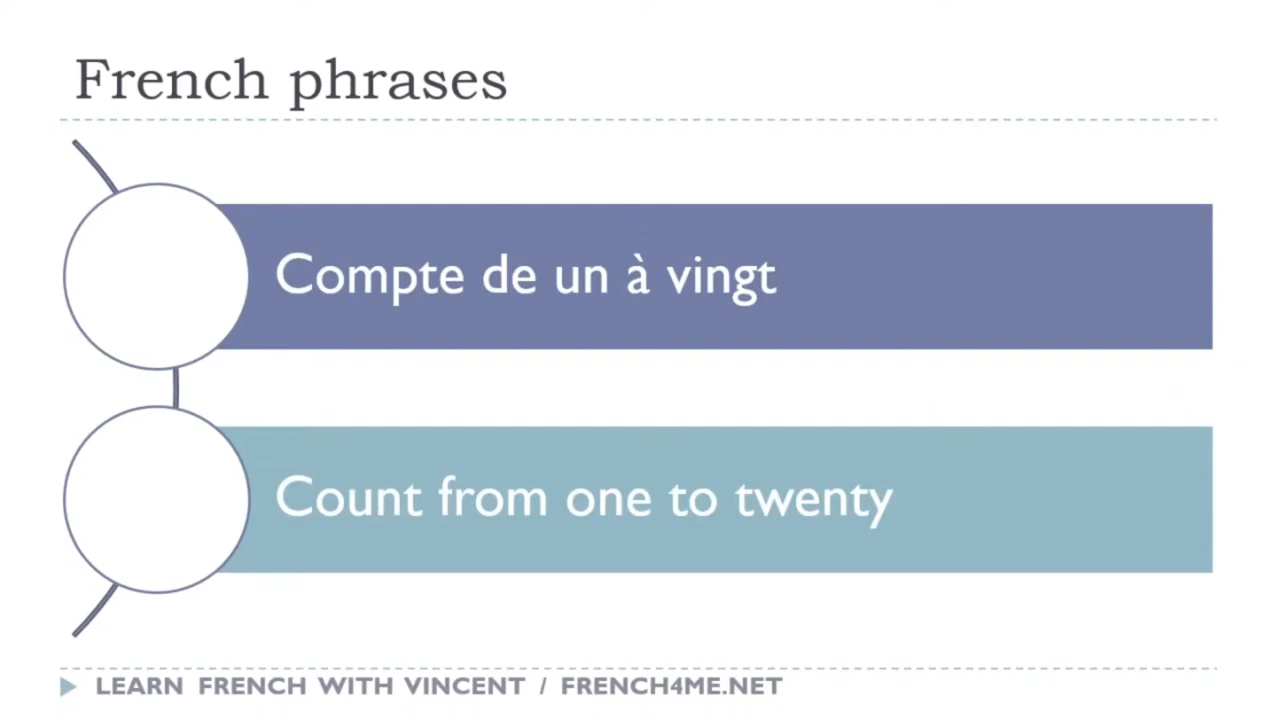 French phrases
Compte de un à vingt
Count from one to twenty
LEARN FRENCH WITH VINCENT / FRENCH4ME.NET